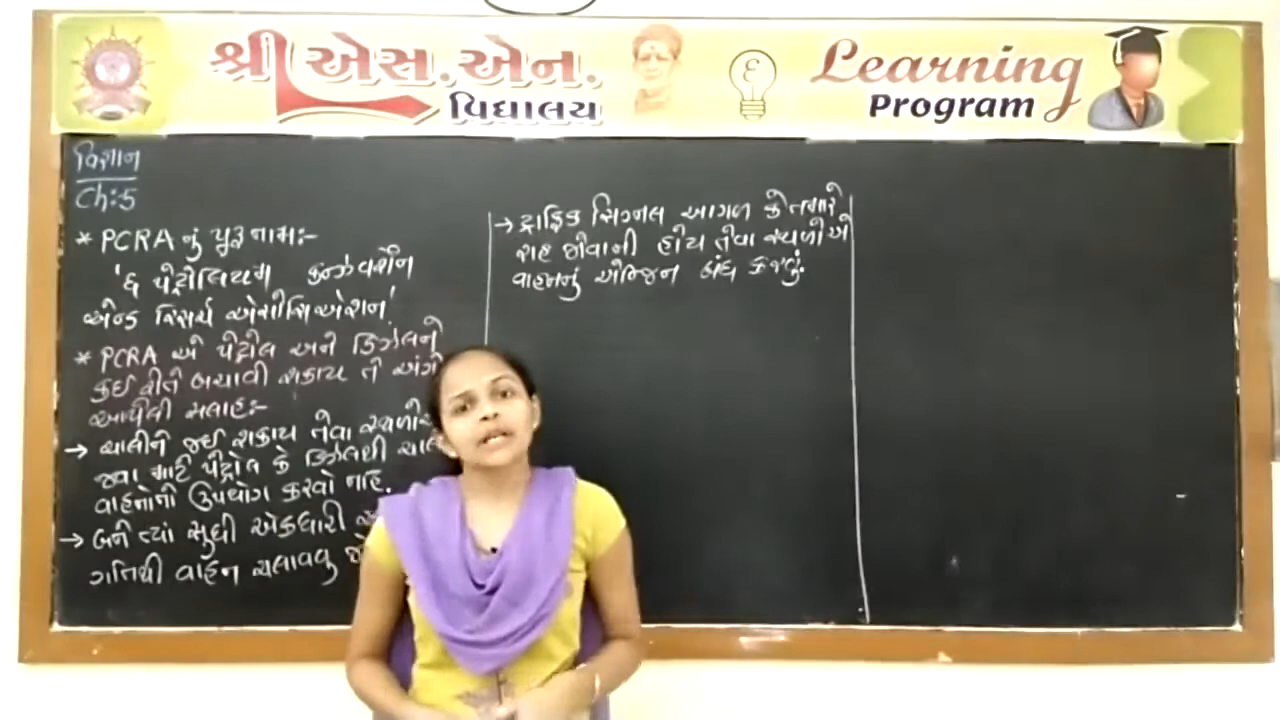 શ્રી એસ.એન.
વિદ્યાલય
Learning
Program
વિજ્ઞાન
Ch:5
* PCRA નું પૂરૂ નામ:-
'ધ પેટ્રોલિયમ કન્ઝર્વેશન
એન્ડ રિસર્ચ એસોસિએશન'
* PCRA એ પેટ્રોલ અને ડિઝલને
કઈ રીતે બચાવી શકાય તે અંગે
આપેલી સલાહ:-
→ ચાલીને જઈ શકાય તેવા
જવા માટે પેટ્રોલ કે ડિઝલથી
વાહનોનો ઉપયોગ કરવો નહિ.
→ બને ત્યાં સુધી એકધારી
ગતિથી વાહન ચલાવવુ
→ ટ્રાફિક સિગ્નલ આગળ કે તમારે
રાહ જોવાની હોય તેવા સ્થળોએ
વાહનનું એન્જિન બંધ કરવું.